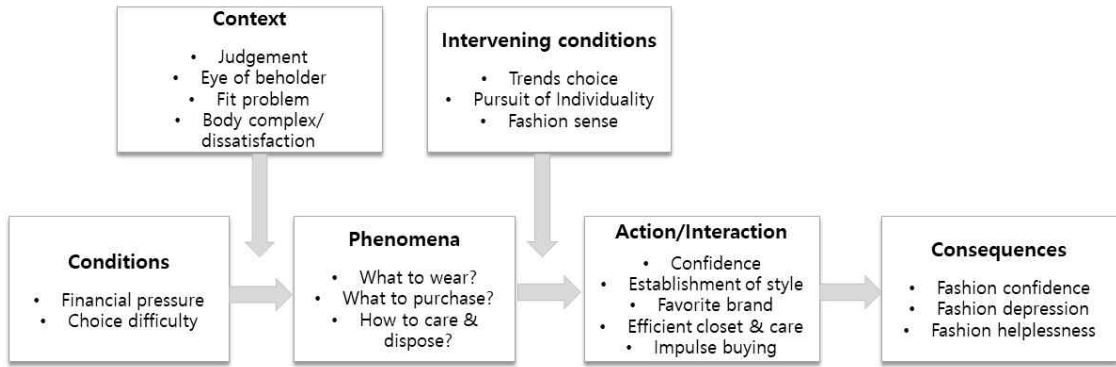 Context
• Judgement
• Eye of beholder
• Fit problem
• Body complex/
dissatisfaction
Intervening conditions
• Trends choice
• Pursuit of Individuality
• Fashion sense
Conditions
• Financial pressure
• Choice difficulty
Phenomena
• What to wear?
• What to purchase?
• How to care &
dispose?
Action/Interaction
• Confidence
• Establishment of style
• Favorite brand
• Efficient closet & care
• Impulse buying
Consequences
• Fashion confidence
• Fashion depression
• Fashion helplessness